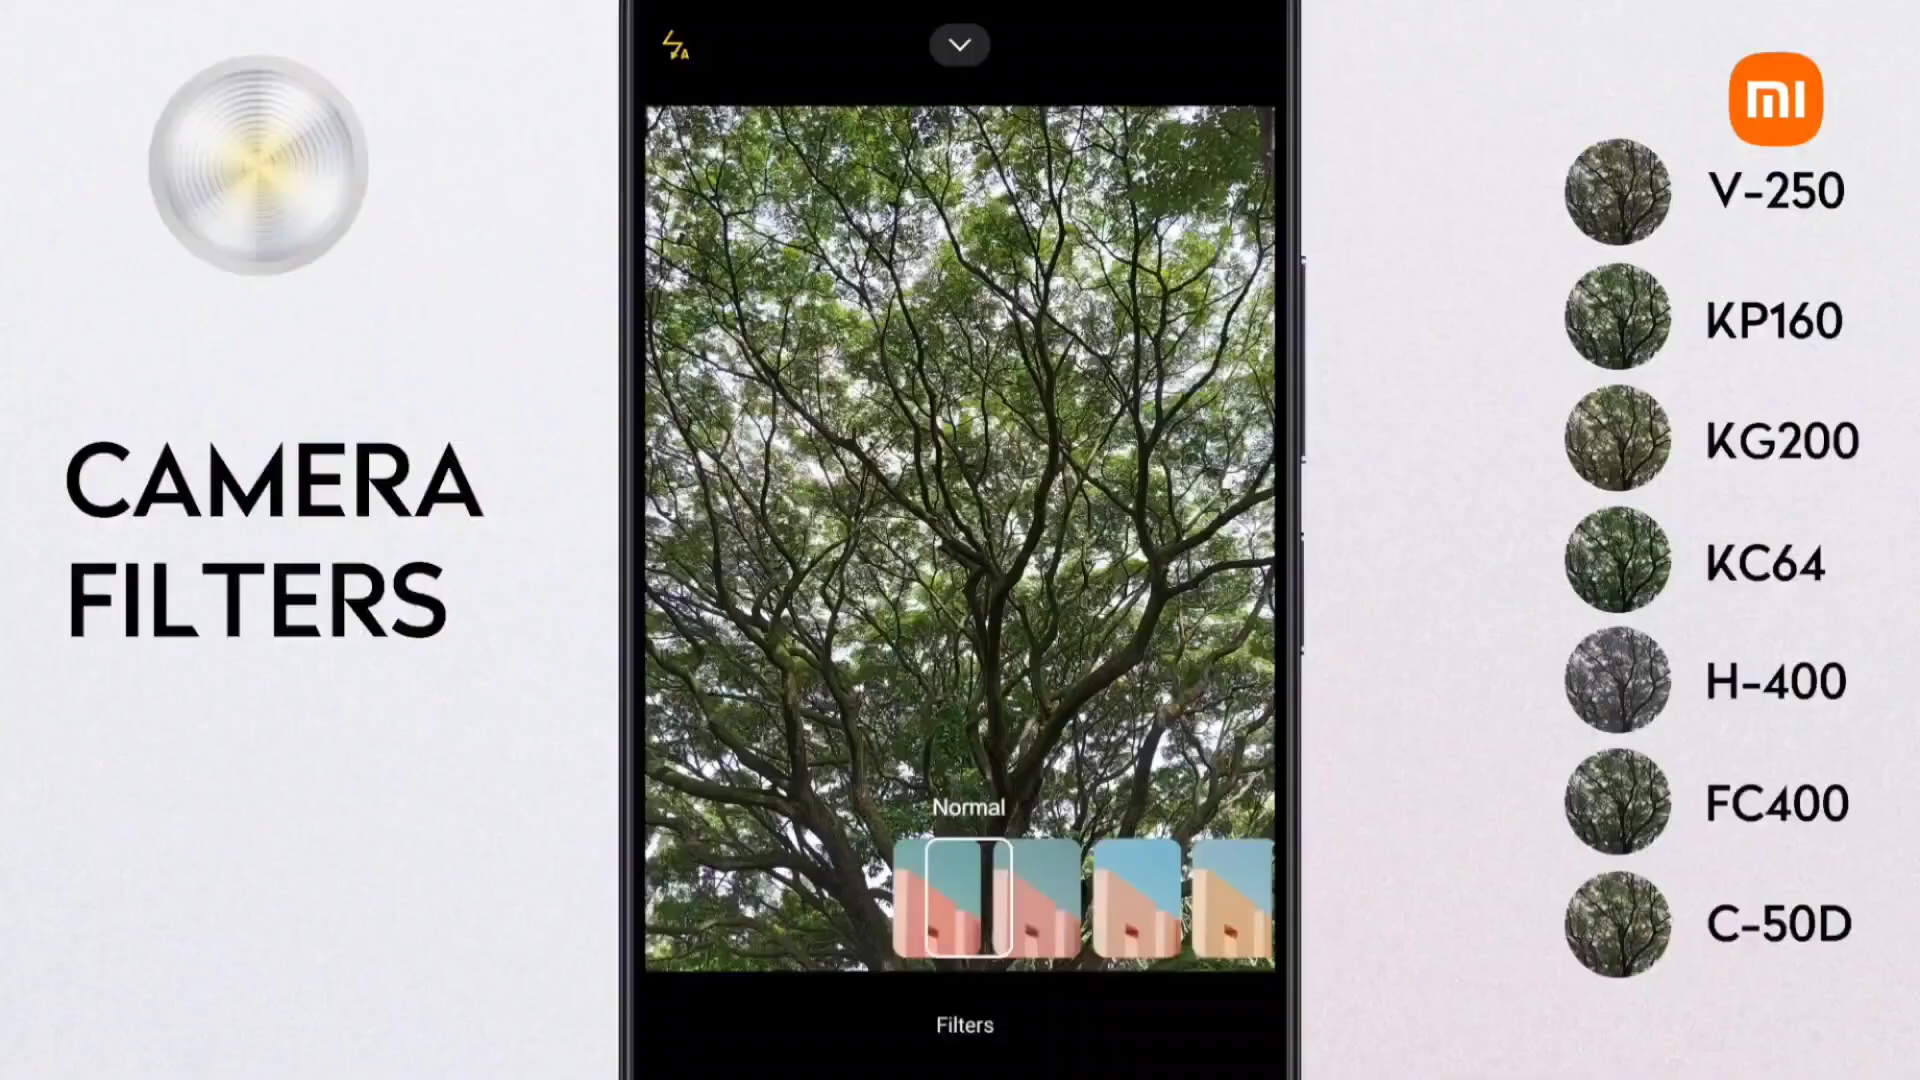 CAMERA
FILTERS
A
Normal
Filters
mi
V-250
KP160
KG200
KC64
H-400
FC400
C-50D